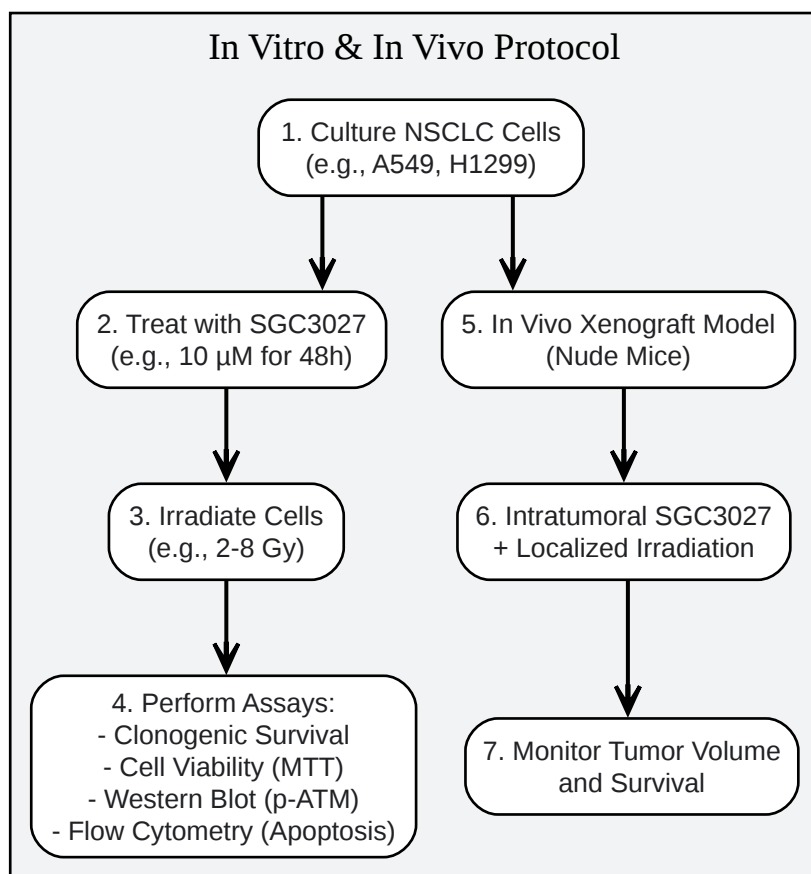 In Vitro & In Vivo Protocol
1. Culture NSCLC Cells
(e.g., A549, H1299)
2. Treat with SGC3027
(e.g., 10 µM for 48h)
3. Irradiate Cells
(e.g., 2-8 Gy)
4. Perform Assays:
- Clonogenic Survival
- Cell Viability (MTT)
- Western Blot (p-ATM)
- Flow Cytometry (Apoptosis)
5. In Vivo Xenograft Model
(Nude Mice)
6. Intratumoral SGC3027
+ Localized Irradiation
7. Monitor Tumor Volume
and Survival